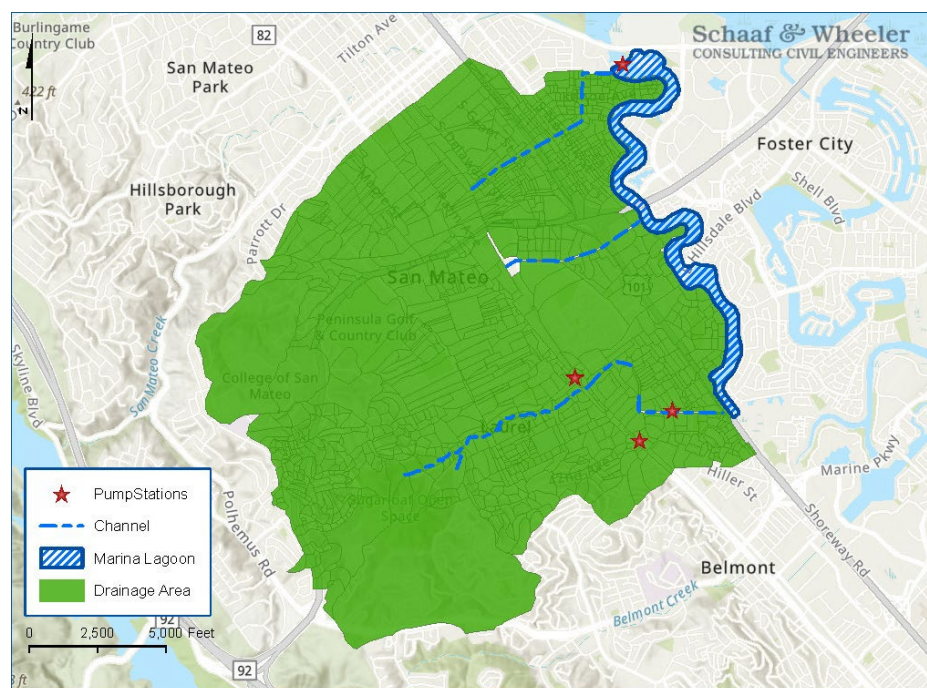 Burlingame
Country Club
82
Tilton Ave
Schaaf & Wheeler
CONSULTING CIVIL ENGINEERS
San Mateo
Park
422 ft
Z
Grant
Foster City
Hillsborough
Park
Shell Blvd
Parrott Dr
Hillsdale Blvd
San Mateo
101
Peninsula Golf
& Country Club
San Mateo Creek
Skyline Blvd
College of San
Mateo
Laurel
Marine Pkwy
Hiller St
Sugarloaf Open
Space
Polhemus Rd
Shoreway Rd
Belmont
Belmont Creek
PumpStations
Channel
Marina Lagoon
Drainage Area
0 2,500 5,000 Feet
92
92